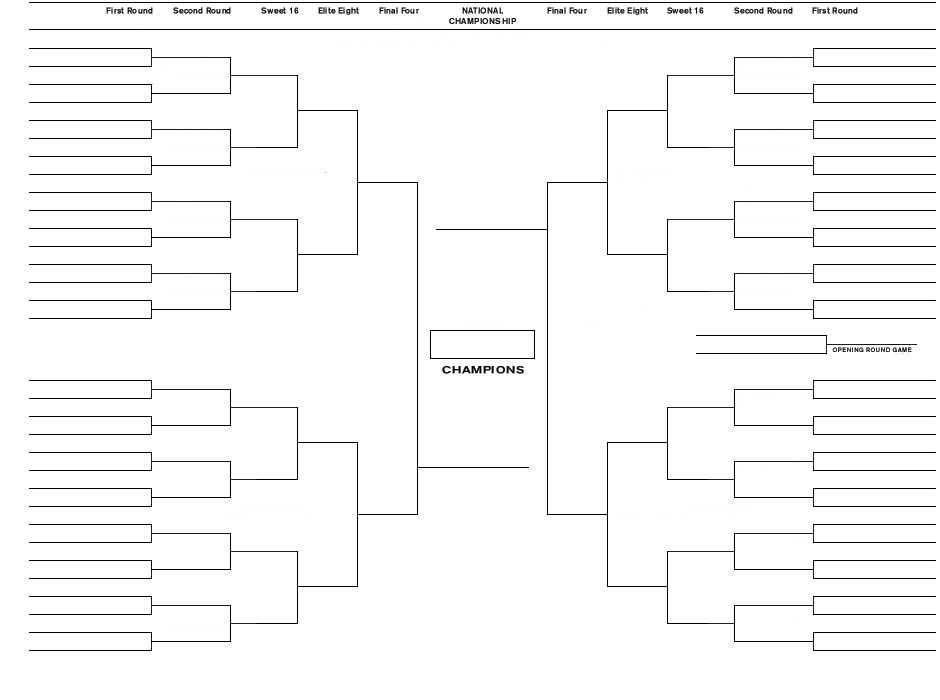 First Round Second Round Sweet 16 Elite Eight Final Four NATIONAL Final Four Elite Eight Sweet 16 Second Round First Round
CHAMPIONSHIP
OPENING ROUND GAME
CHAMPIONS